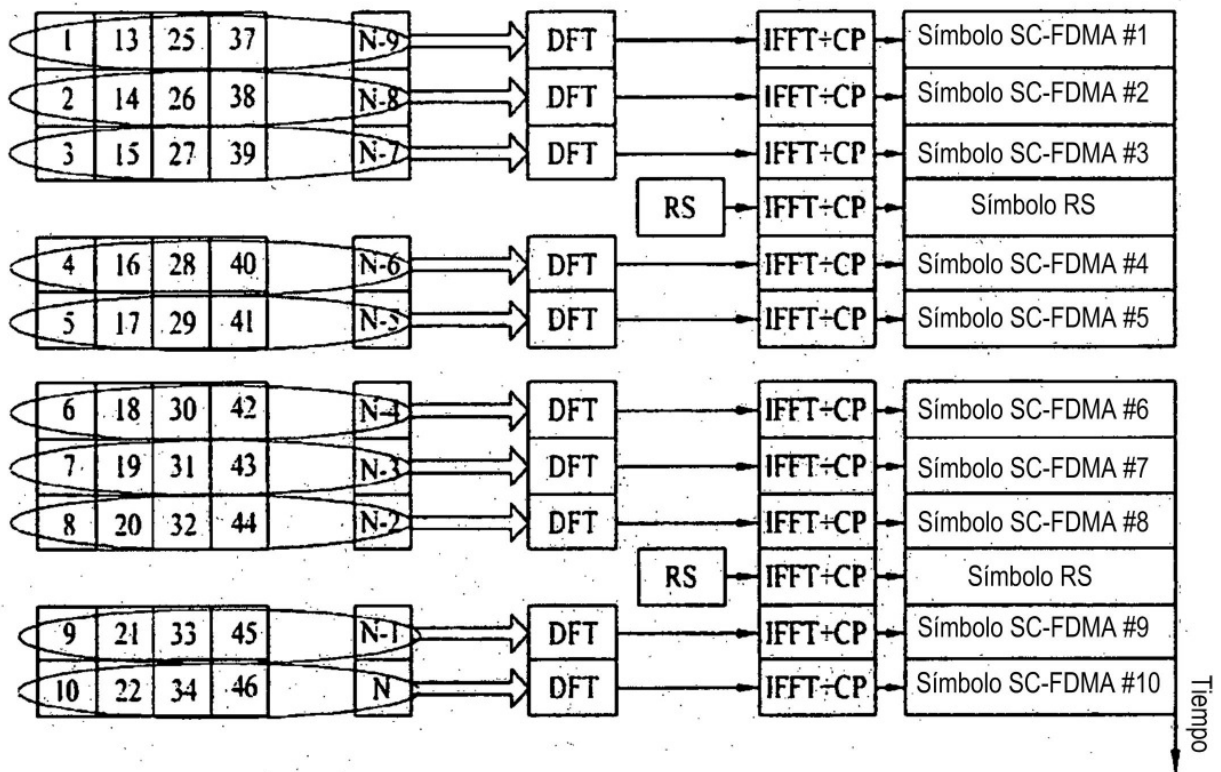 1 13 25 37 N-9 DFT IFFT+CP Símbolo SC-FDMA #1
2 14 26 38 N-8 DFT IFFT+CP Símbolo SC-FDMA #2
3 15 27 39 N-7 DFT IFFT+CP Símbolo SC-FDMA #3
RS IFFT+CP Símbolo RS
4 16 28 40 N-6 DFT IFFT+CP Símbolo SC-FDMA #4
5 17 29 41 N-5 DFT IFFT+CP Símbolo SC-FDMA #5
6 18 30 42 N-4 DFT IFFT+CP Símbolo SC-FDMA #6
7 19 31 43 N-3 DFT IFFT+CP Símbolo SC-FDMA #7
8 20 32 44 N-2 DFT IFFT+CP Símbolo SC-FDMA #8
RS IFFT+CP Símbolo RS
9 21 33 45 N-1 DFT IFFT+CP Símbolo SC-FDMA #9
10 22 34 46 N DFT IFFT+CP Símbolo SC-FDMA #10
Tiempo